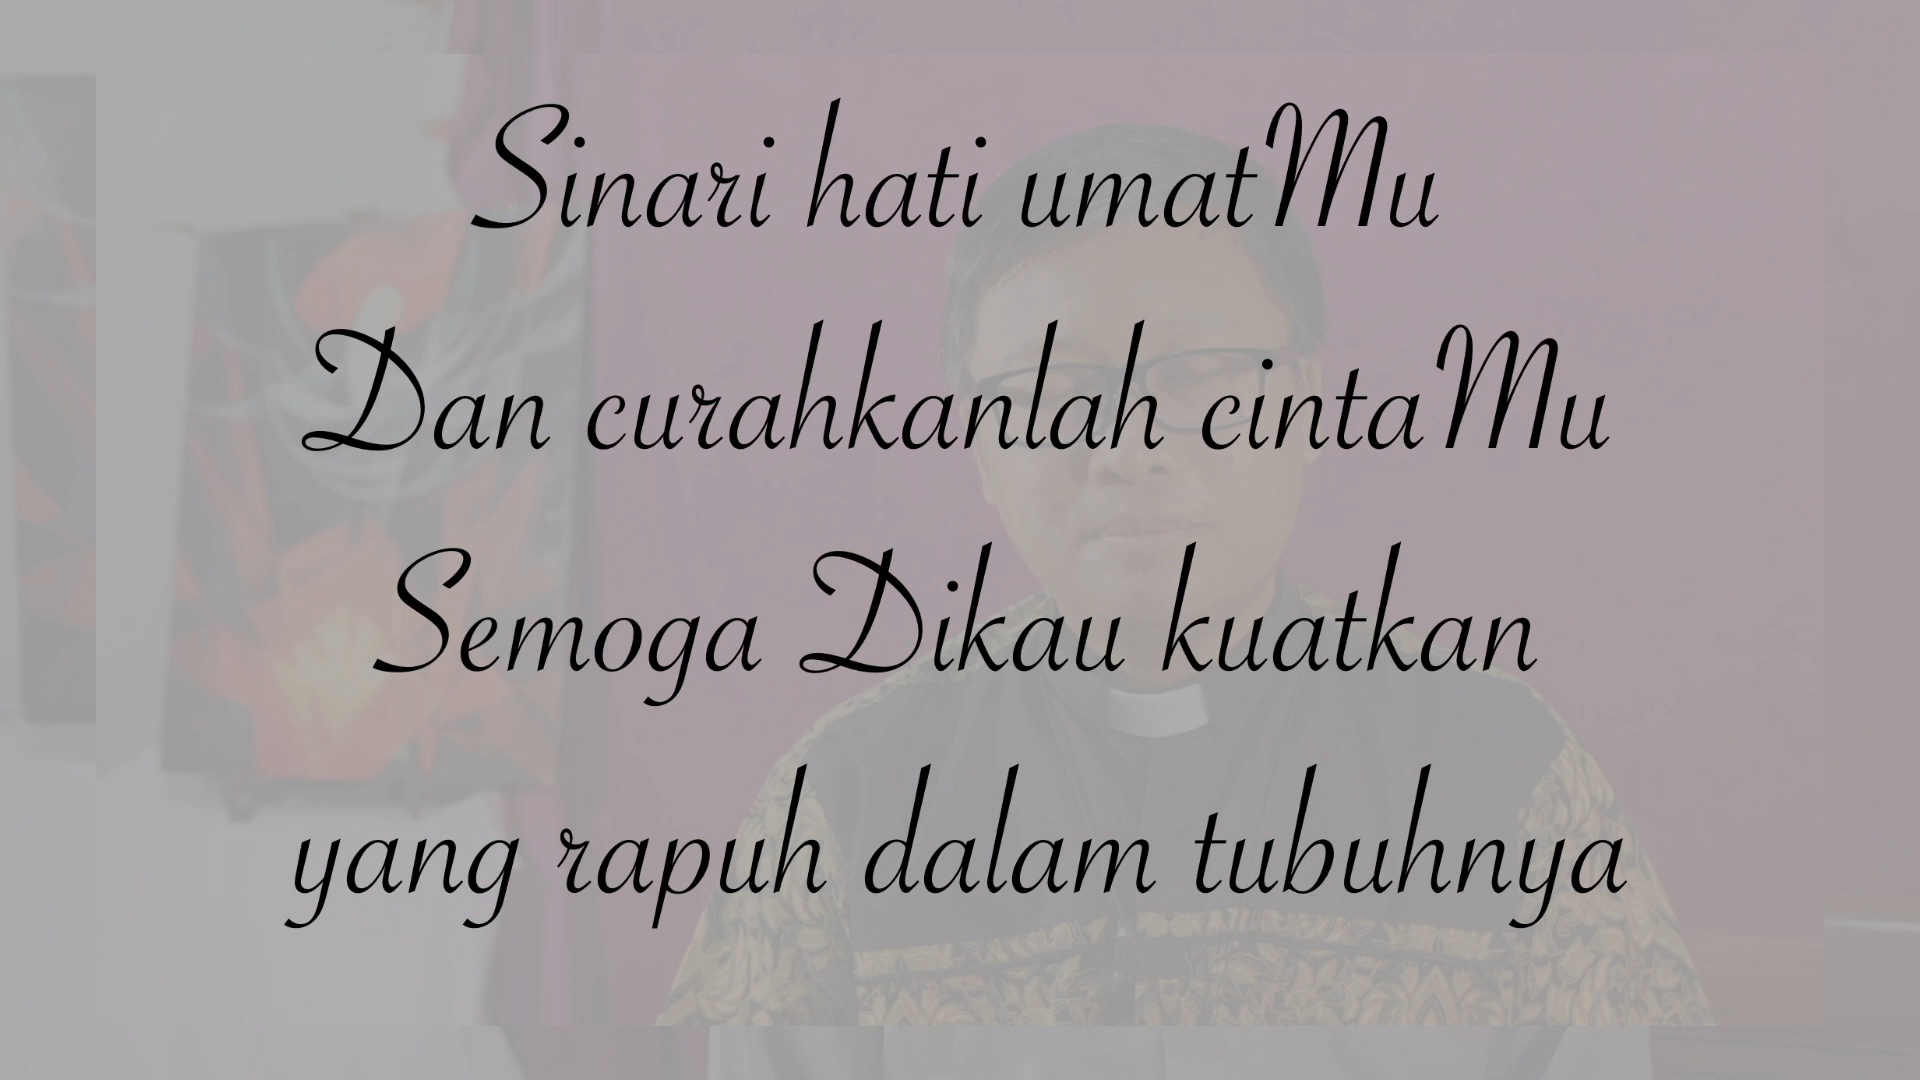 Sinari hati umatMu
Dan curahkanlah cintaMu
Semoga Dikau kuatkan
yang rapuh dalam tubuhnya